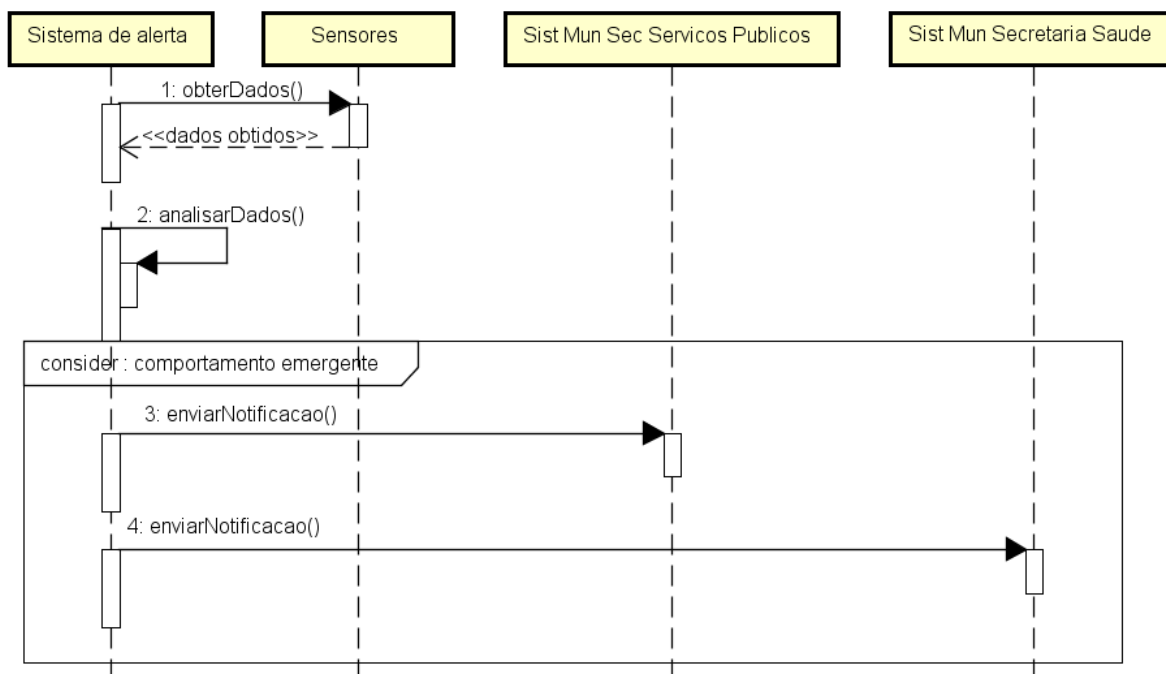 Sistema de alerta
Sensores
Sist Mun Sec Servicos Publicos
Sist Mun Secretaria Saude
1: obterDados()
<<dados obtidos>>
2: analisarDados()
consider : comportamento emergente
3: enviarNotificacao()
4: enviarNotificacao()